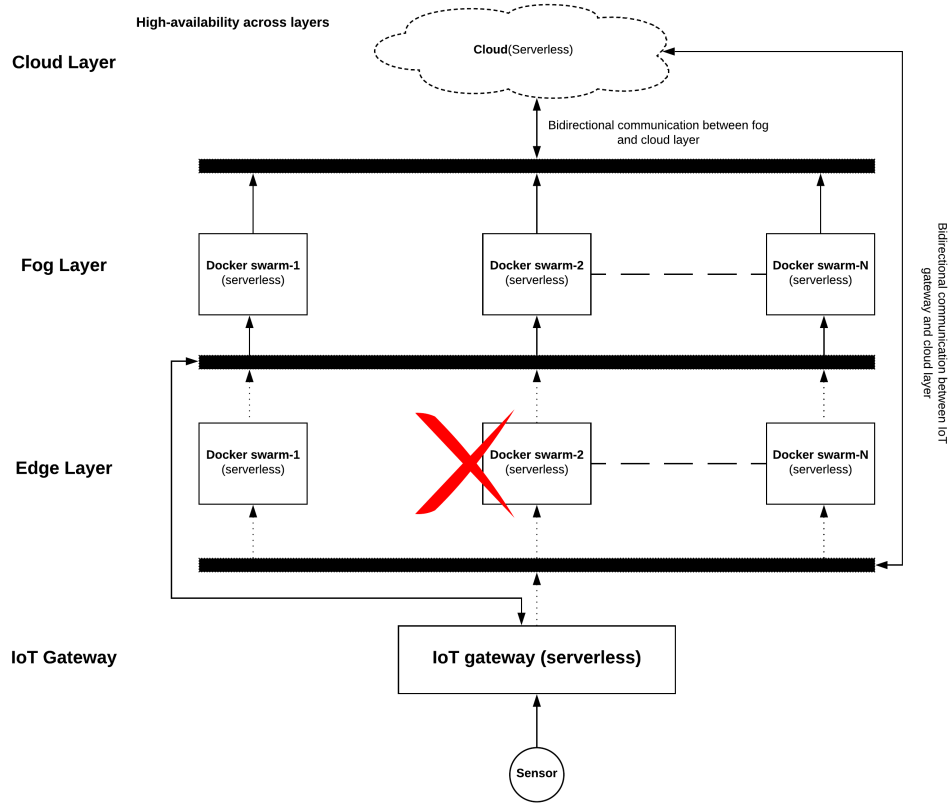 High-availability across layers
Cloud Layer
Cloud(Serverless)
Bidirectional communication between fog
and cloud layer
Fog Layer
Docker swarm-1
(serverless)
Docker swarm-2
(serverless)
Docker swarm-N
(serverless)
Bidirectional communication between IoT
gateway and cloud layer
Edge Layer
Docker swarm-1
(serverless)
Docker swarm-2
(serverless)
Docker swarm-N
(serverless)
IoT Gateway
IoT gateway (serverless)
Sensor